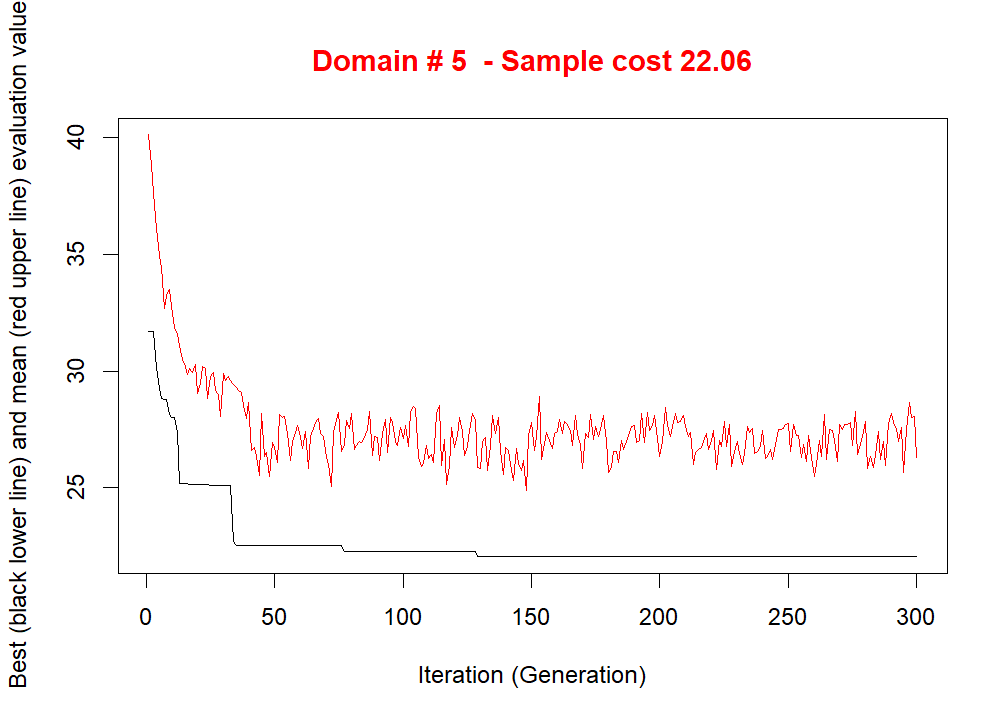 Domain # 5  - Sample cost 22.06
Best (black lower line) and mean (red upper line) evaluation value
40
35
30
25
0 50 100 150 200 250 300
Iteration (Generation)